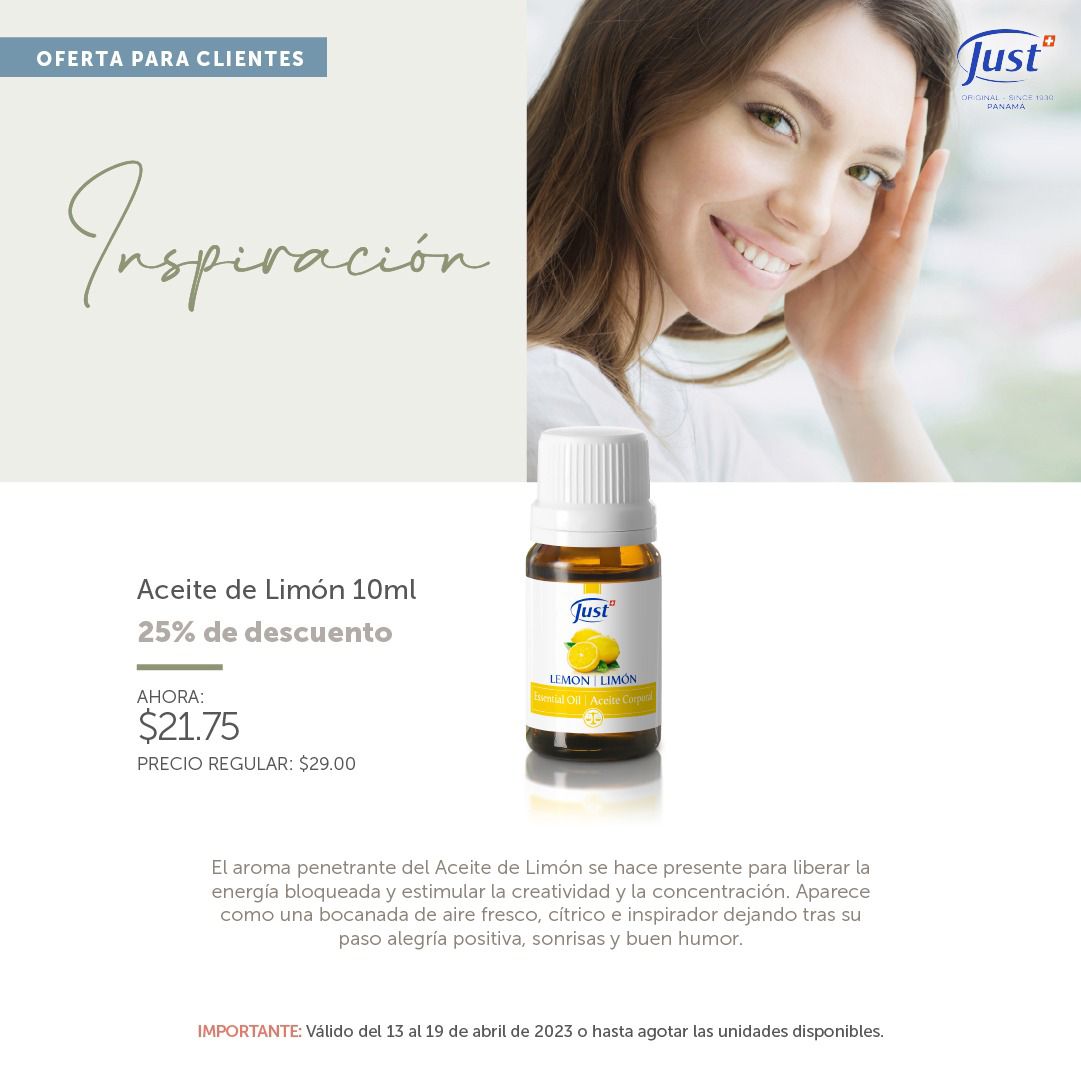 OFERTA PARA CLIENTES
Just
ORIGINAL - SINCE 1930
PANAMÁ
Inspiración
Aceite de Limón 10ml
25% de descuento
AHORA:
$21.75
PRECIO REGULAR: $29.00
Just
LEMON | LIMÓN
Essential Oil | Aceite Corporal
El aroma penetrante del Aceite de Limón se hace presente para liberar la
energía bloqueada y estimular la creatividad y la concentración. Aparece
como una bocanada de aire fresco, cítrico e inspirador dejando tras su
paso alegría positiva, sonrisas y buen humor.
IMPORTANTE: Válido del 13 al 19 de abril de 2023 o hasta agotar las unidades disponibles.